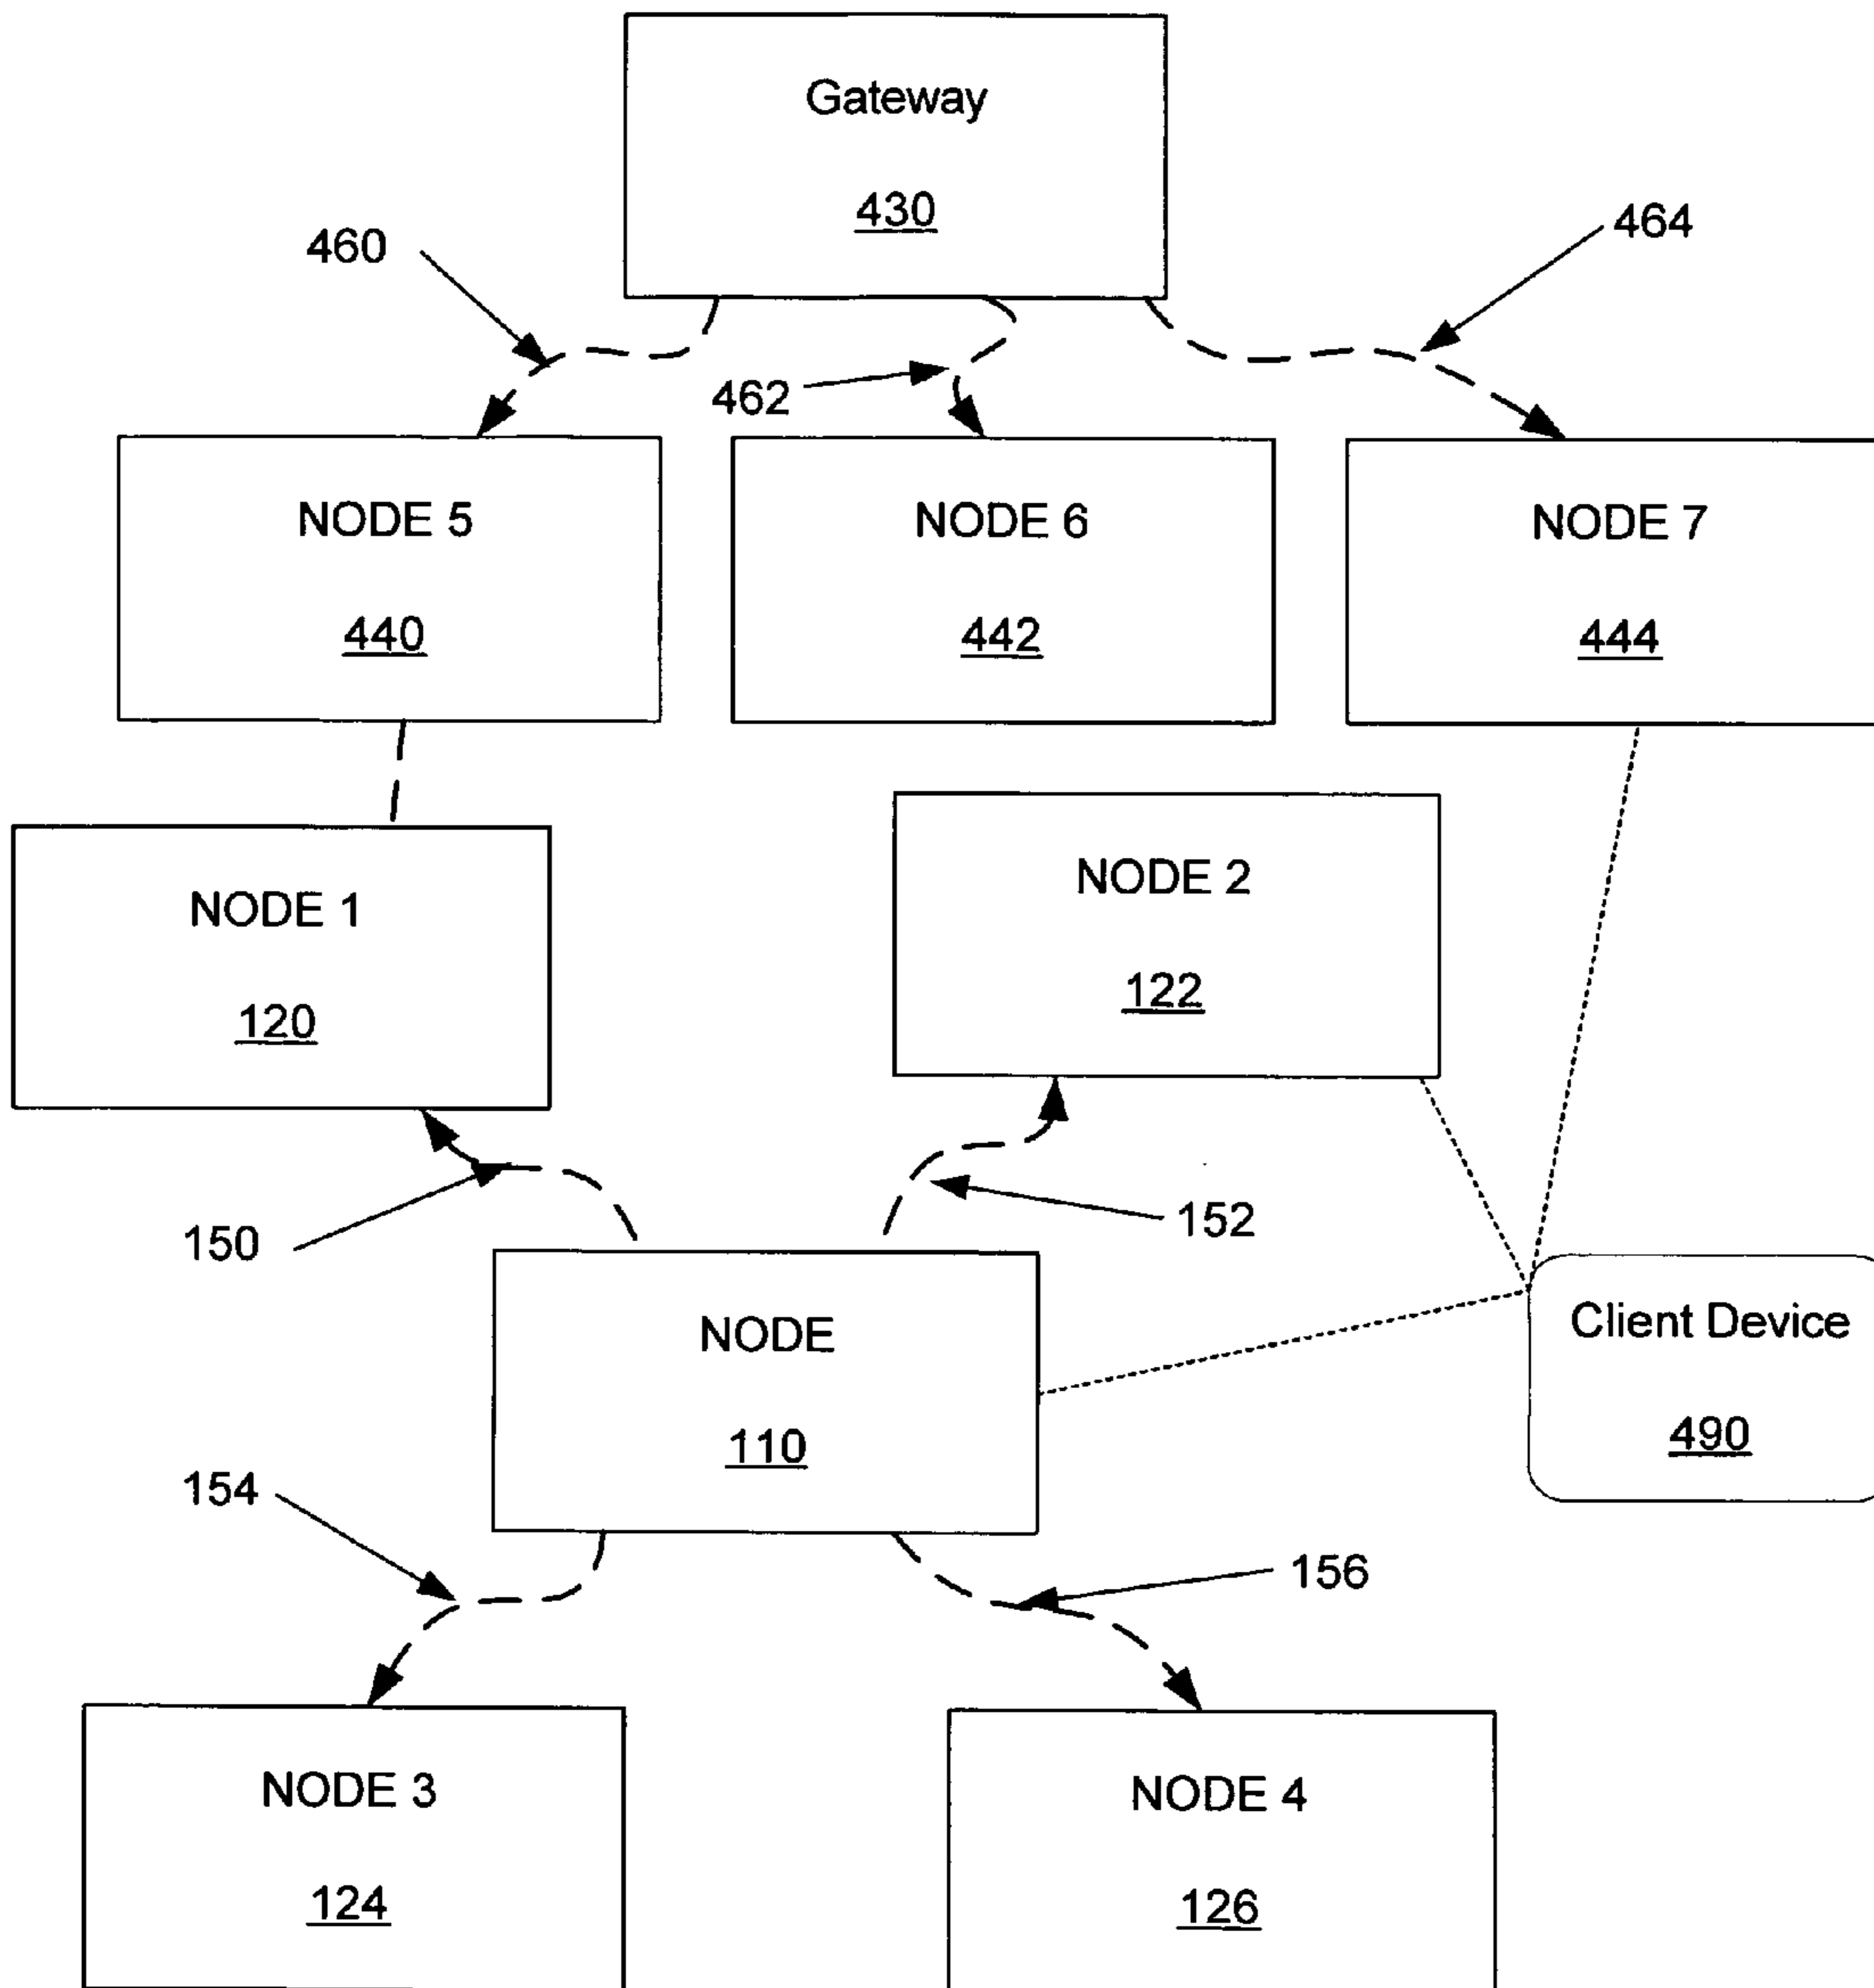 Gateway
430
460
464
462
NODE 5
440
NODE 6
442
NODE 7
444
NODE 1
120
NODE 2
122
150
152
NODE
110
Client Device
490
154
156
NODE 3
124
NODE 4
126